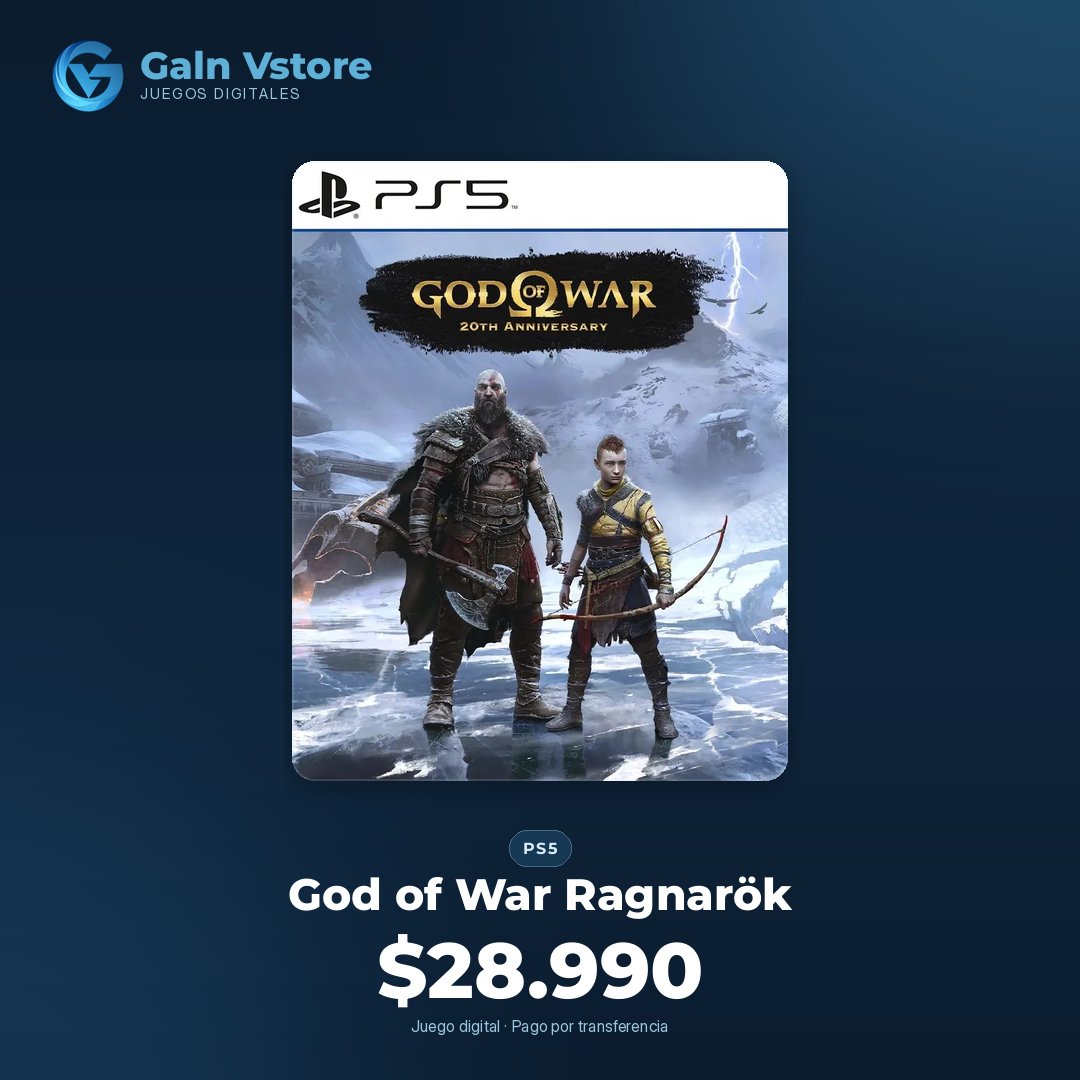 GaIn Vstore
JUEGOS DIGITALES
PS5
GOD OF WAR
20TH ANNIVERSARY
PS5
God of War Ragnarök
$28.990
Juego digital · Pago por transferencia